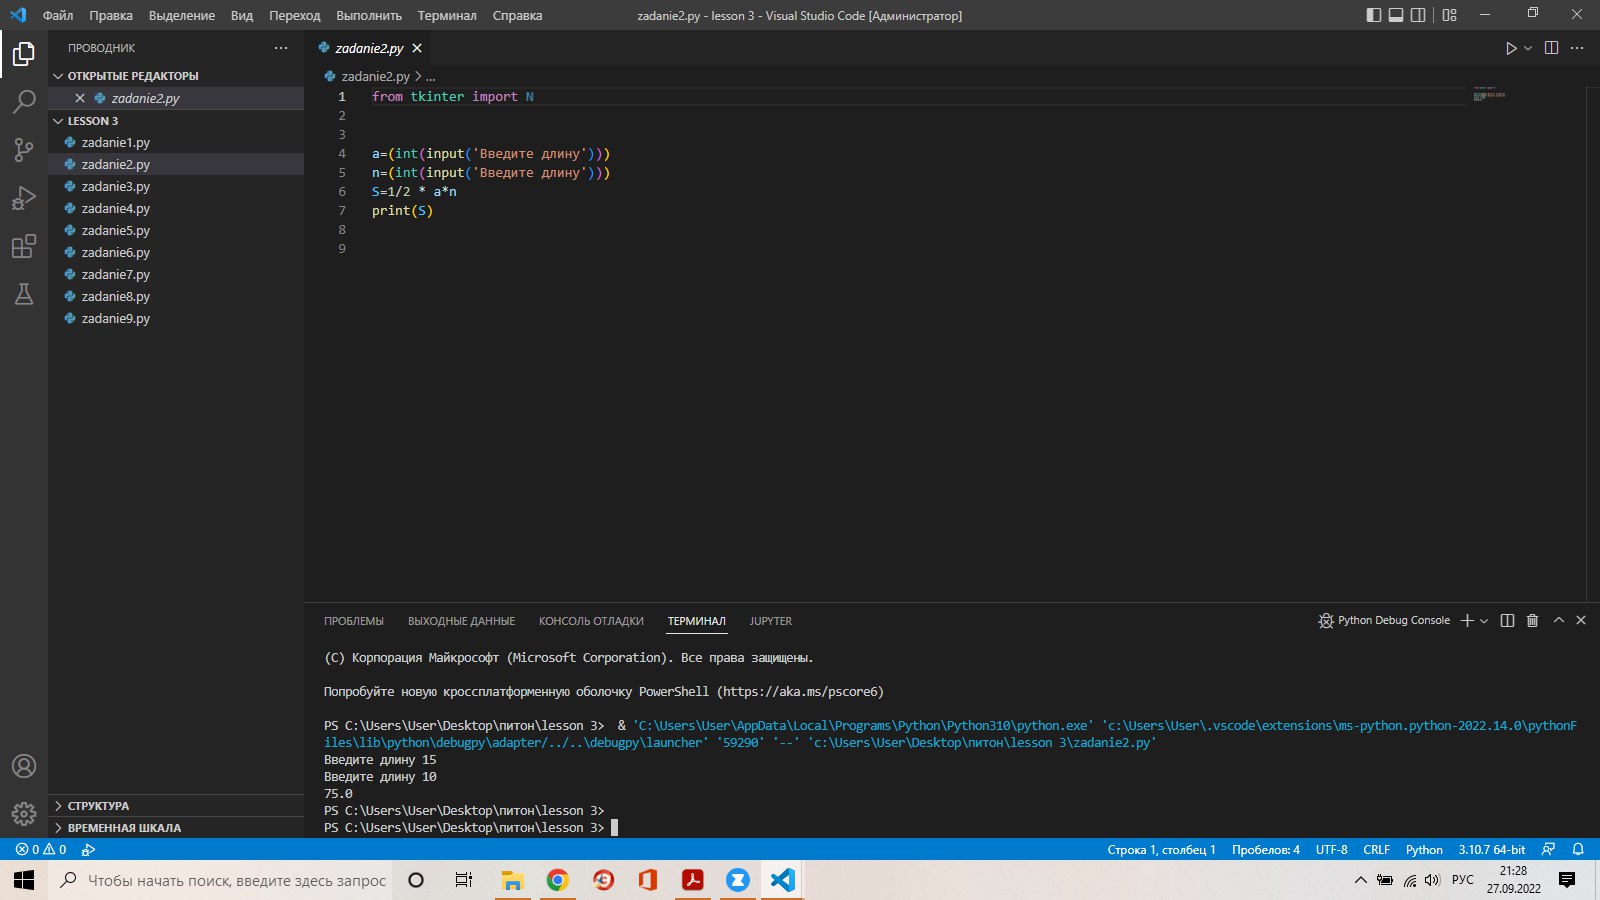 Файл Правка Выделение Вид Переход Выполнить Терминал Справка
zadanie2.py - lesson 3 - Visual Studio Code [Администратор]
ПРОВОДНИК
ОТКРЫТЫЕ РЕДАКТОРЫ
zadanie2.py
LESSON 3
zadanie1.py
zadanie2.py
zadanie3.py
zadanie4.py
zadanie5.py
zadanie6.py
zadanie7.py
zadanie8.py
zadanie9.py
СТРУКТУРА
ВРЕМЕННАЯ ШКАЛА
zadanie2.py
zadanie2.py > ...
1 from tkinter import N
2
3
4 a=(int(input('Введите длину')))
5 n=(int(input('Введите длину')))
6 S=1/2 * a*n
7 print(S)
8
9
ПРОБЛЕМЫ ВЫХОДНЫЕ ДАННЫЕ КОНСОЛЬ ОТЛАДКИ ТЕРМИНАЛ JUPYTER
Python Debug Console
(C) Корпорация Майкрософт (Microsoft Corporation). Все права защищены.
Попробуйте новую кроссплатформенную оболочку PowerShell (https://aka.ms/pscore6)
PS C:\Users\User\Desktop\питон\lesson 3>  & 'C:\Users\User\AppData\Local\Programs\Python\Python310\python.exe' 'c:\Users\User\.vscode\extensions\ms-python.python-2022.14.0\pythonF
iles\lib\python\debugpy\adapter/../..\debugpy\launcher' '59290' '--' 'c:\Users\User\Desktop\питон\lesson 3\zadanie2.py'
Введите длину 15
Введите длину 10
75.0
PS C:\Users\User\Desktop\питон\lesson 3>
PS C:\Users\User\Desktop\питон\lesson 3>
0 0
Строка 1, столбец 1 Пробелов: 4 UTF-8 CRLF Python 3.10.7 64-bit
Чтобы начать поиск, введите здесь запрос
РУС
21:28
27.09.2022